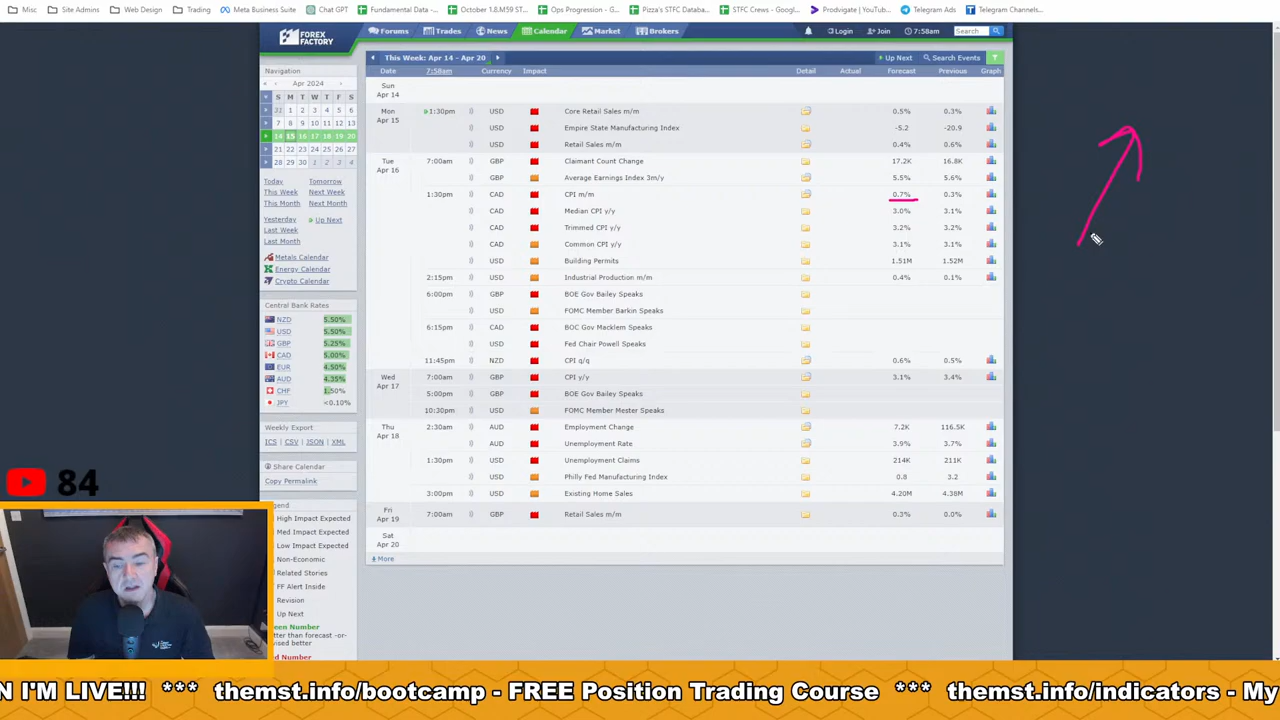 Misc Site Admins Web Design Trading Meta Business Suite Chat GPT Fundamental Data -... October 1.8,M59 ST... Ops Progression - G... Pizza's STFC Databa... STFC Crews - Googl... Prodvigate | YouTub... Telegram Ads Telegram Channels...
FOREX FACTORY Forums Trades News Calendar Market Brokers Login Join 7:58am Search
Navigation
Apr 2024
S M T W T F S
31 1 2 3 4 5 6
7 8 9 10 11 12 13
14 15 16 17 18 19 20
21 22 23 24 25 26 27
28 29 30 1 2 3 4
Today Tomorrow
This Week Next Week
This Month Next Month
Yesterday Up Next
Last Week
Last Month
Metals Calendar
Energy Calendar
Crypto Calendar
Central Bank Rates
NZD 5.50%
USD 5.50%
GBP 5.25%
CAD 5.00%
EUR 4.50%
AUD 4.35%
CHF 1.50%
JPY <0.10%
Weekly Export
ICS | CSV | JSON | XML
Share Calendar
Copy Permalink
egend
High Impact Expected
Med Impact Expected
Low Impact Expected
Non-Economic
Related Stories
FF Alert Inside
Revision
Up Next
een Number
tter than forecast -or-
vised better
d Number
This Week: Apr 14 - Apr 20 Up Next Search Events
Date 7:58am Currency Impact Detail Actual Forecast Previous Graph
Sun
Apr 14
Mon
Apr 15
1:30pm USD Core Retail Sales m/m 0.5% 0.3%
USD Empire State Manufacturing Index -5.2 -20.9
USD Retail Sales m/m 0.4% 0.6%
Tue
Apr 16
7:00am GBP Claimant Count Change 17.2K 16.8K
GBP Average Earnings Index 3m/y 5.5% 5.6%
1:30pm CAD CPI m/m 0.7% 0.3%
CAD Median CPI y/y 3.0% 3.1%
CAD Trimmed CPI y/y 3.2% 3.2%
CAD Common CPI y/y 3.1% 3.1%
USD Building Permits 1.51M 1.52M
2:15pm USD Industrial Production m/m 0.4% 0.1%
6:00pm GBP BOE Gov Bailey Speaks
USD FOMC Member Barkin Speaks
6:15pm CAD BOC Gov Macklem Speaks
USD Fed Chair Powell Speaks
11:45pm NZD CPI q/q 0.6% 0.5%
Wed
Apr 17
7:00am GBP CPI y/y 3.1% 3.4%
5:00pm GBP BOE Gov Bailey Speaks
10:30pm USD FOMC Member Mester Speaks
Thu
Apr 18
2:30am AUD Employment Change 7.2K 116.5K
AUD Unemployment Rate 3.9% 3.7%
1:30pm USD Unemployment Claims 214K 211K
USD Philly Fed Manufacturing Index 0.8 3.2
3:00pm USD Existing Home Sales 4.20M 4.38M
Fri
Apr 19
7:00am GBP Retail Sales m/m 0.3% 0.0%
Sat
Apr 20
More
84
N I'M LIVE!!! *** themst.info/bootcamp - FREE Position Trading Course *** themst.info/indicators - My